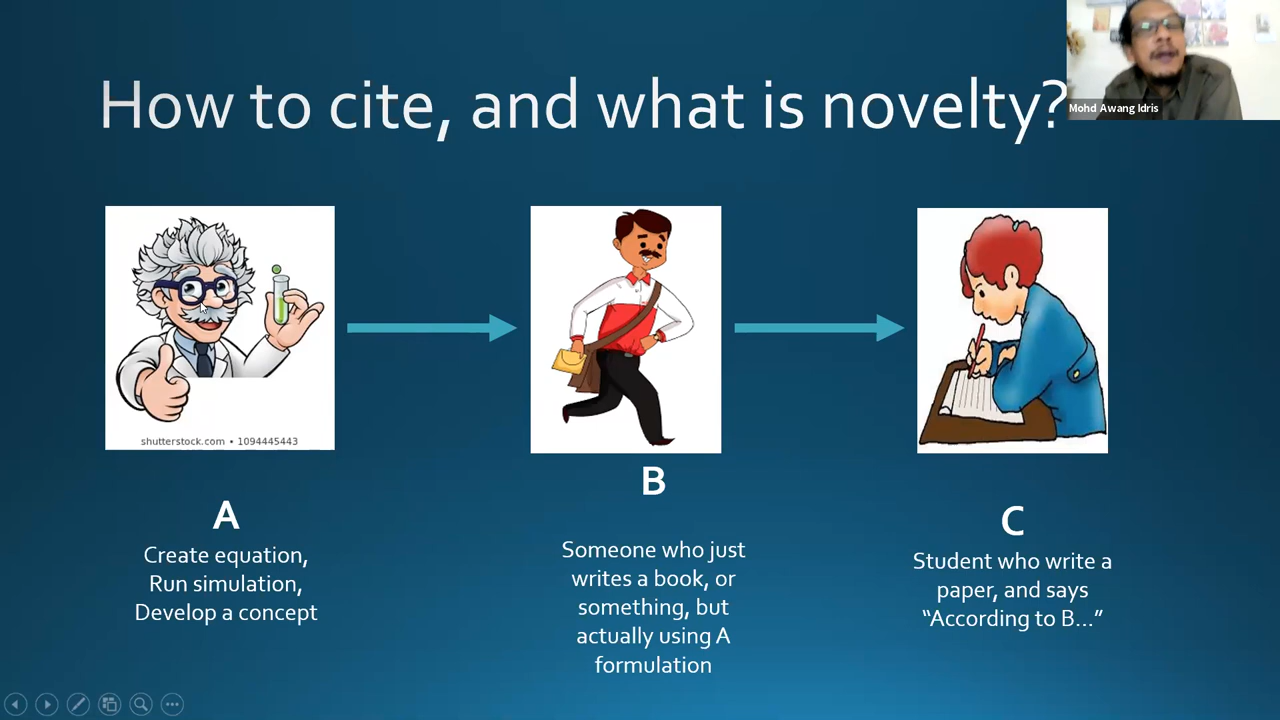 How to cite, and what is novelty?
Mohd Awang Idris
shutterstock.com • 1094445443
A
Create equation,
Run simulation,
Develop a concept
B
Someone who just
writes a book, or
something, but
actually using A
formulation
C
Student who write a
paper, and says
“According to B…”